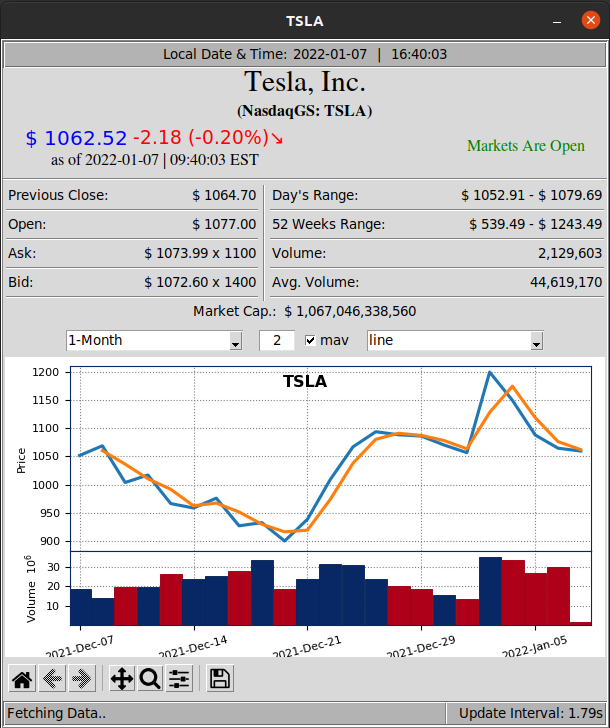 TSLA
Local Date & Time: 2022-01-07 | 16:40:03
Tesla, Inc.
(NasdaqGS: TSLA)
$ 1062.52 -2.18 (-0.20%)↘
as of 2022-01-07 | 09:40:03 EST
Markets Are Open
Previous Close: $ 1064.70
Day's Range: $ 1052.91 - $ 1079.69
Open: $ 1077.00
52 Weeks Range: $ 539.49 - $ 1243.49
Ask: $ 1073.99 x 1100
Volume: 2,129,603
Bid: $ 1072.60 x 1400
Avg. Volume: 44,619,170
Market Cap.: $ 1,067,046,338,560
1-Month 2 mav line
TSLA
Price
1200
1150
1100
1050
1000
950
900
Volume 10⁶
30
20
10
2021-Dec-07 2021-Dec-14 2021-Dec-21 2021-Dec-29 2022-Jan-05
Fetching Data.. Update Interval: 1.79s